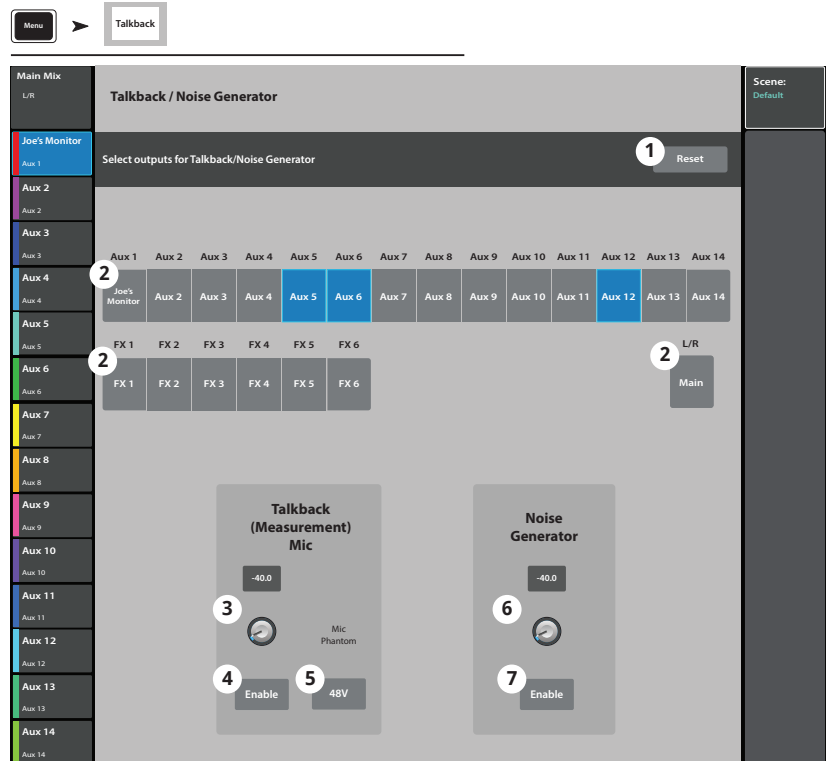 Menu
Talkback
Main Mix
L/R
Talkback / Noise Generator
Scene:
Default
Joe's Monitor
Aux 1
Select outputs for Talkback/Noise Generator
1
Reset
Aux 2
Aux 2
Aux 3
Aux 3
Aux 4
Aux 4
Aux 5
Aux 5
Aux 6
Aux 6
Aux 7
Aux 7
Aux 8
Aux 8
Aux 9
Aux 9
Aux 10
Aux 10
Aux 11
Aux 11
Aux 12
Aux 12
Aux 13
Aux 13
Aux 14
Aux 14
Aux 1 Aux 2 Aux 3 Aux 4 Aux 5 Aux 6 Aux 7 Aux 8 Aux 9 Aux 10 Aux 11 Aux 12 Aux 13 Aux 14
2
Joe's
Monitor
Aux 2 Aux 3 Aux 4 Aux 5 Aux 6 Aux 7 Aux 8 Aux 9 Aux 10 Aux 11 Aux 12 Aux 13 Aux 14
FX 1 FX 2 FX 3 FX 4 FX 5 FX 6
L/R
2
FX 1 FX 2 FX 3 FX 4 FX 5 FX 6
2
Main
Talkback
(Measurement)
Mic
-40.0
3
Mic
Phantom
4
Enable
5
48V
Noise
Generator
-40.0
6
7
Enable